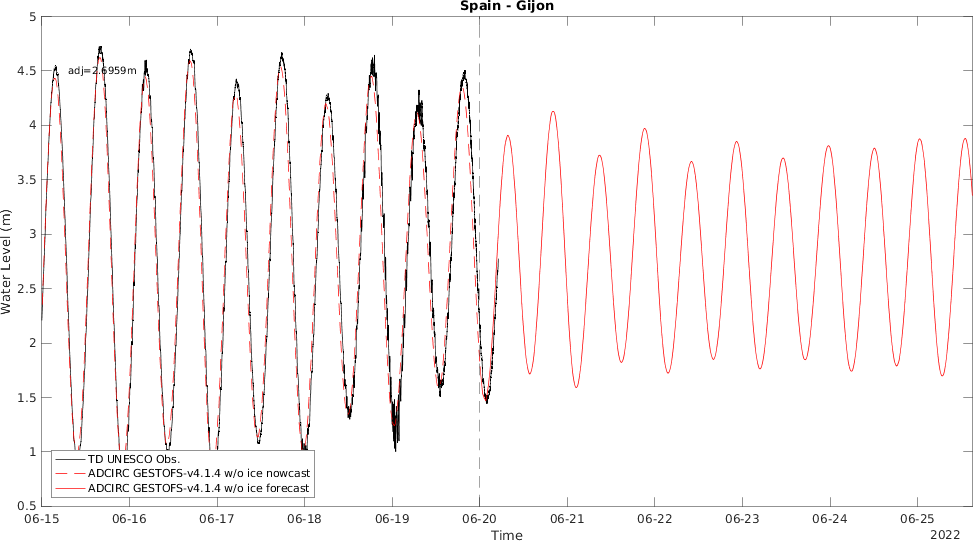 Spain - Gijon
5
4.5
4
3.5
3
2.5
2
1.5
1
0.5
Water Level (m)
adj=2.6959m
TD UNESCO Obs.
ADCIRC GESTOFS-v4.1.4 w/o ice nowcast
ADCIRC GESTOFS-v4.1.4 w/o ice forecast
06-15 06-16 06-17 06-18 06-19 06-20 06-21 06-22 06-23 06-24 06-25
Time
2022